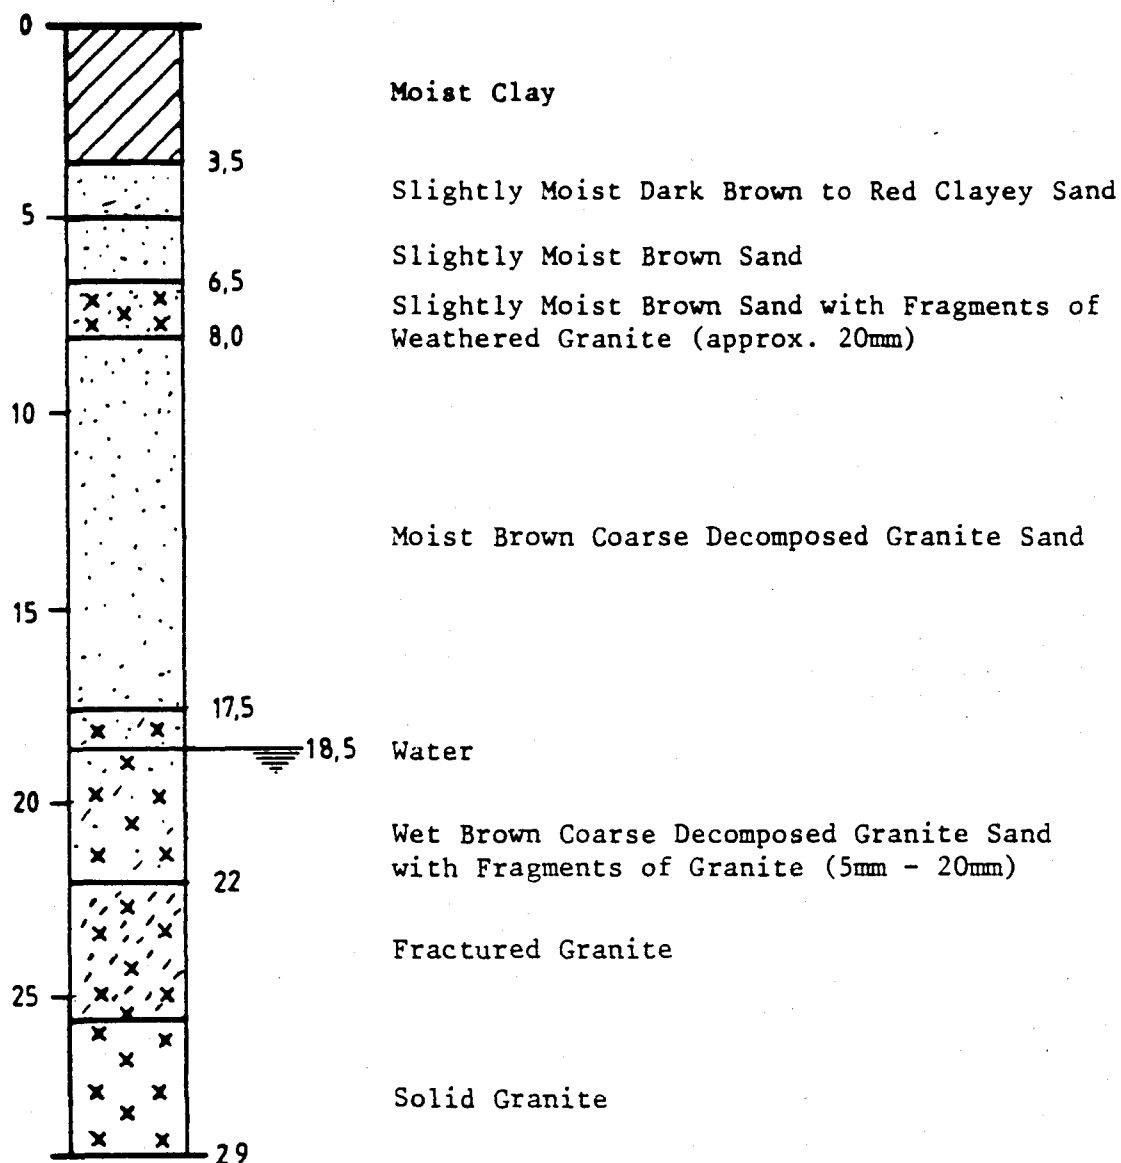 0
Moist Clay
3,5
Slightly Moist Dark Brown to Red Clayey Sand
5
Slightly Moist Brown Sand
6,5
Slightly Moist Brown Sand with Fragments of
Weathered Granite (approx. 20mm)
8,0
10
Moist Brown Coarse Decomposed Granite Sand
15
17,5
18,5 Water
20
Wet Brown Coarse Decomposed Granite Sand
with Fragments of Granite (5mm - 20mm)
22
Fractured Granite
25
Solid Granite
29